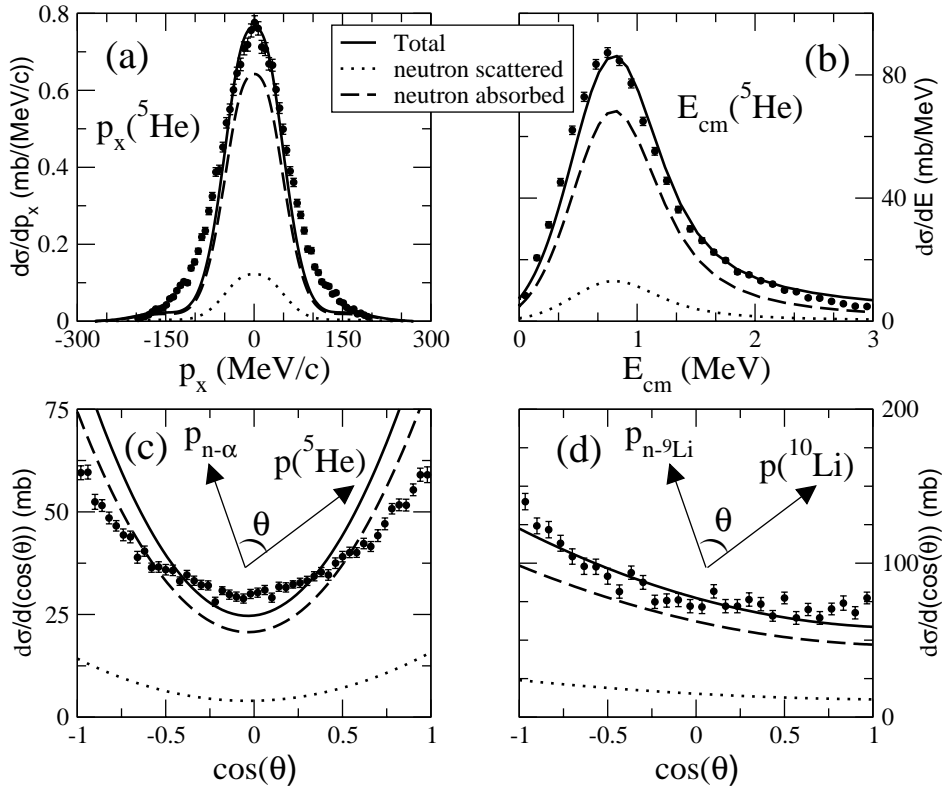 0.8
0.6
0.4
0.2
0
dσ/dpₓ (mb/(MeV/c))
(a)
pₓ(⁵He)
-300
-150
0
150
300
pₓ (MeV/c)
Total
neutron scattered
neutron absorbed
(b)
E_cm(⁵He)
80
40
0
dσ/dE (mb/MeV)
0
1
2
3
E_cm (MeV)
75
50
25
0
dσ/d(cos(θ)) (mb)
(c)
p_n-α
p(⁵He)
θ
-1
-0.5
0
0.5
1
cos(θ)
(d)
p_n-⁹Li
p(¹⁰Li)
θ
200
100
0
dσ/d(cos(θ)) (mb)
-1
-0.5
0
0.5
1
cos(θ)